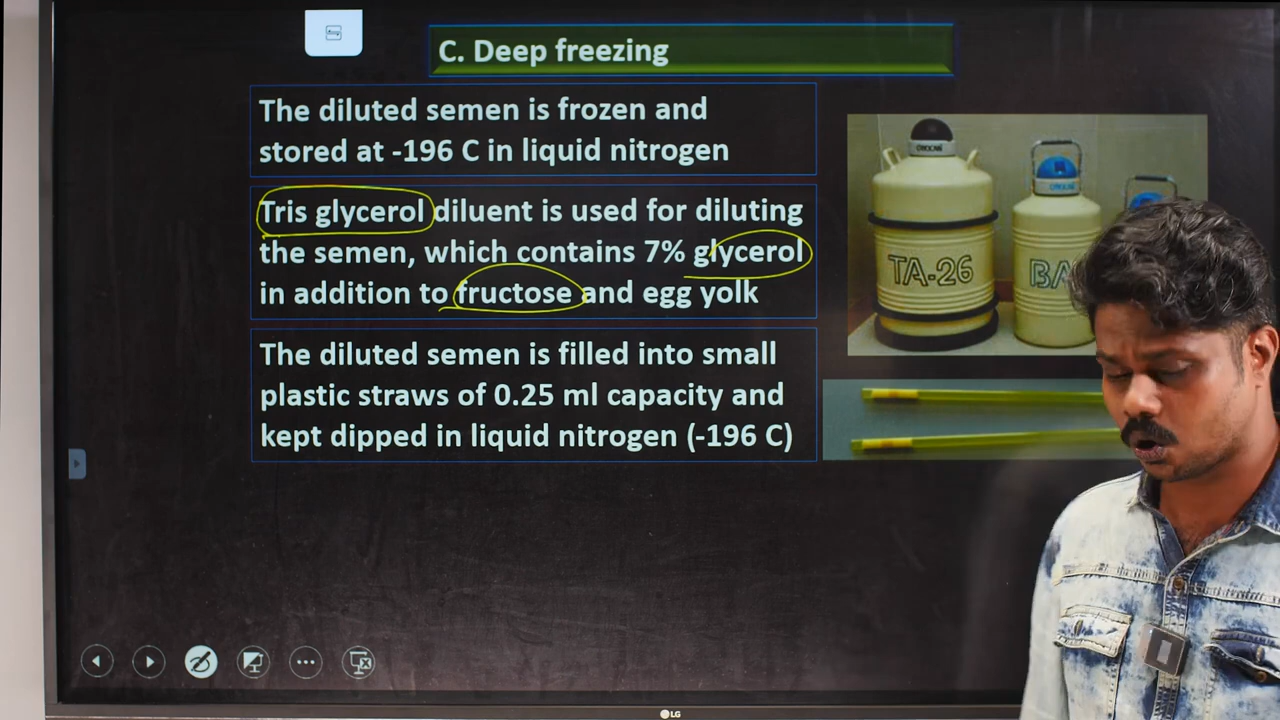 C. Deep freezing
The diluted semen is frozen and
stored at -196 C in liquid nitrogen
Tris glycerol diluent is used for diluting
the semen, which contains 7% glycerol
in addition to fructose and egg yolk
The diluted semen is filled into small
plastic straws of 0.25 ml capacity and
kept dipped in liquid nitrogen (-196 C)
TA-26
BA
LG